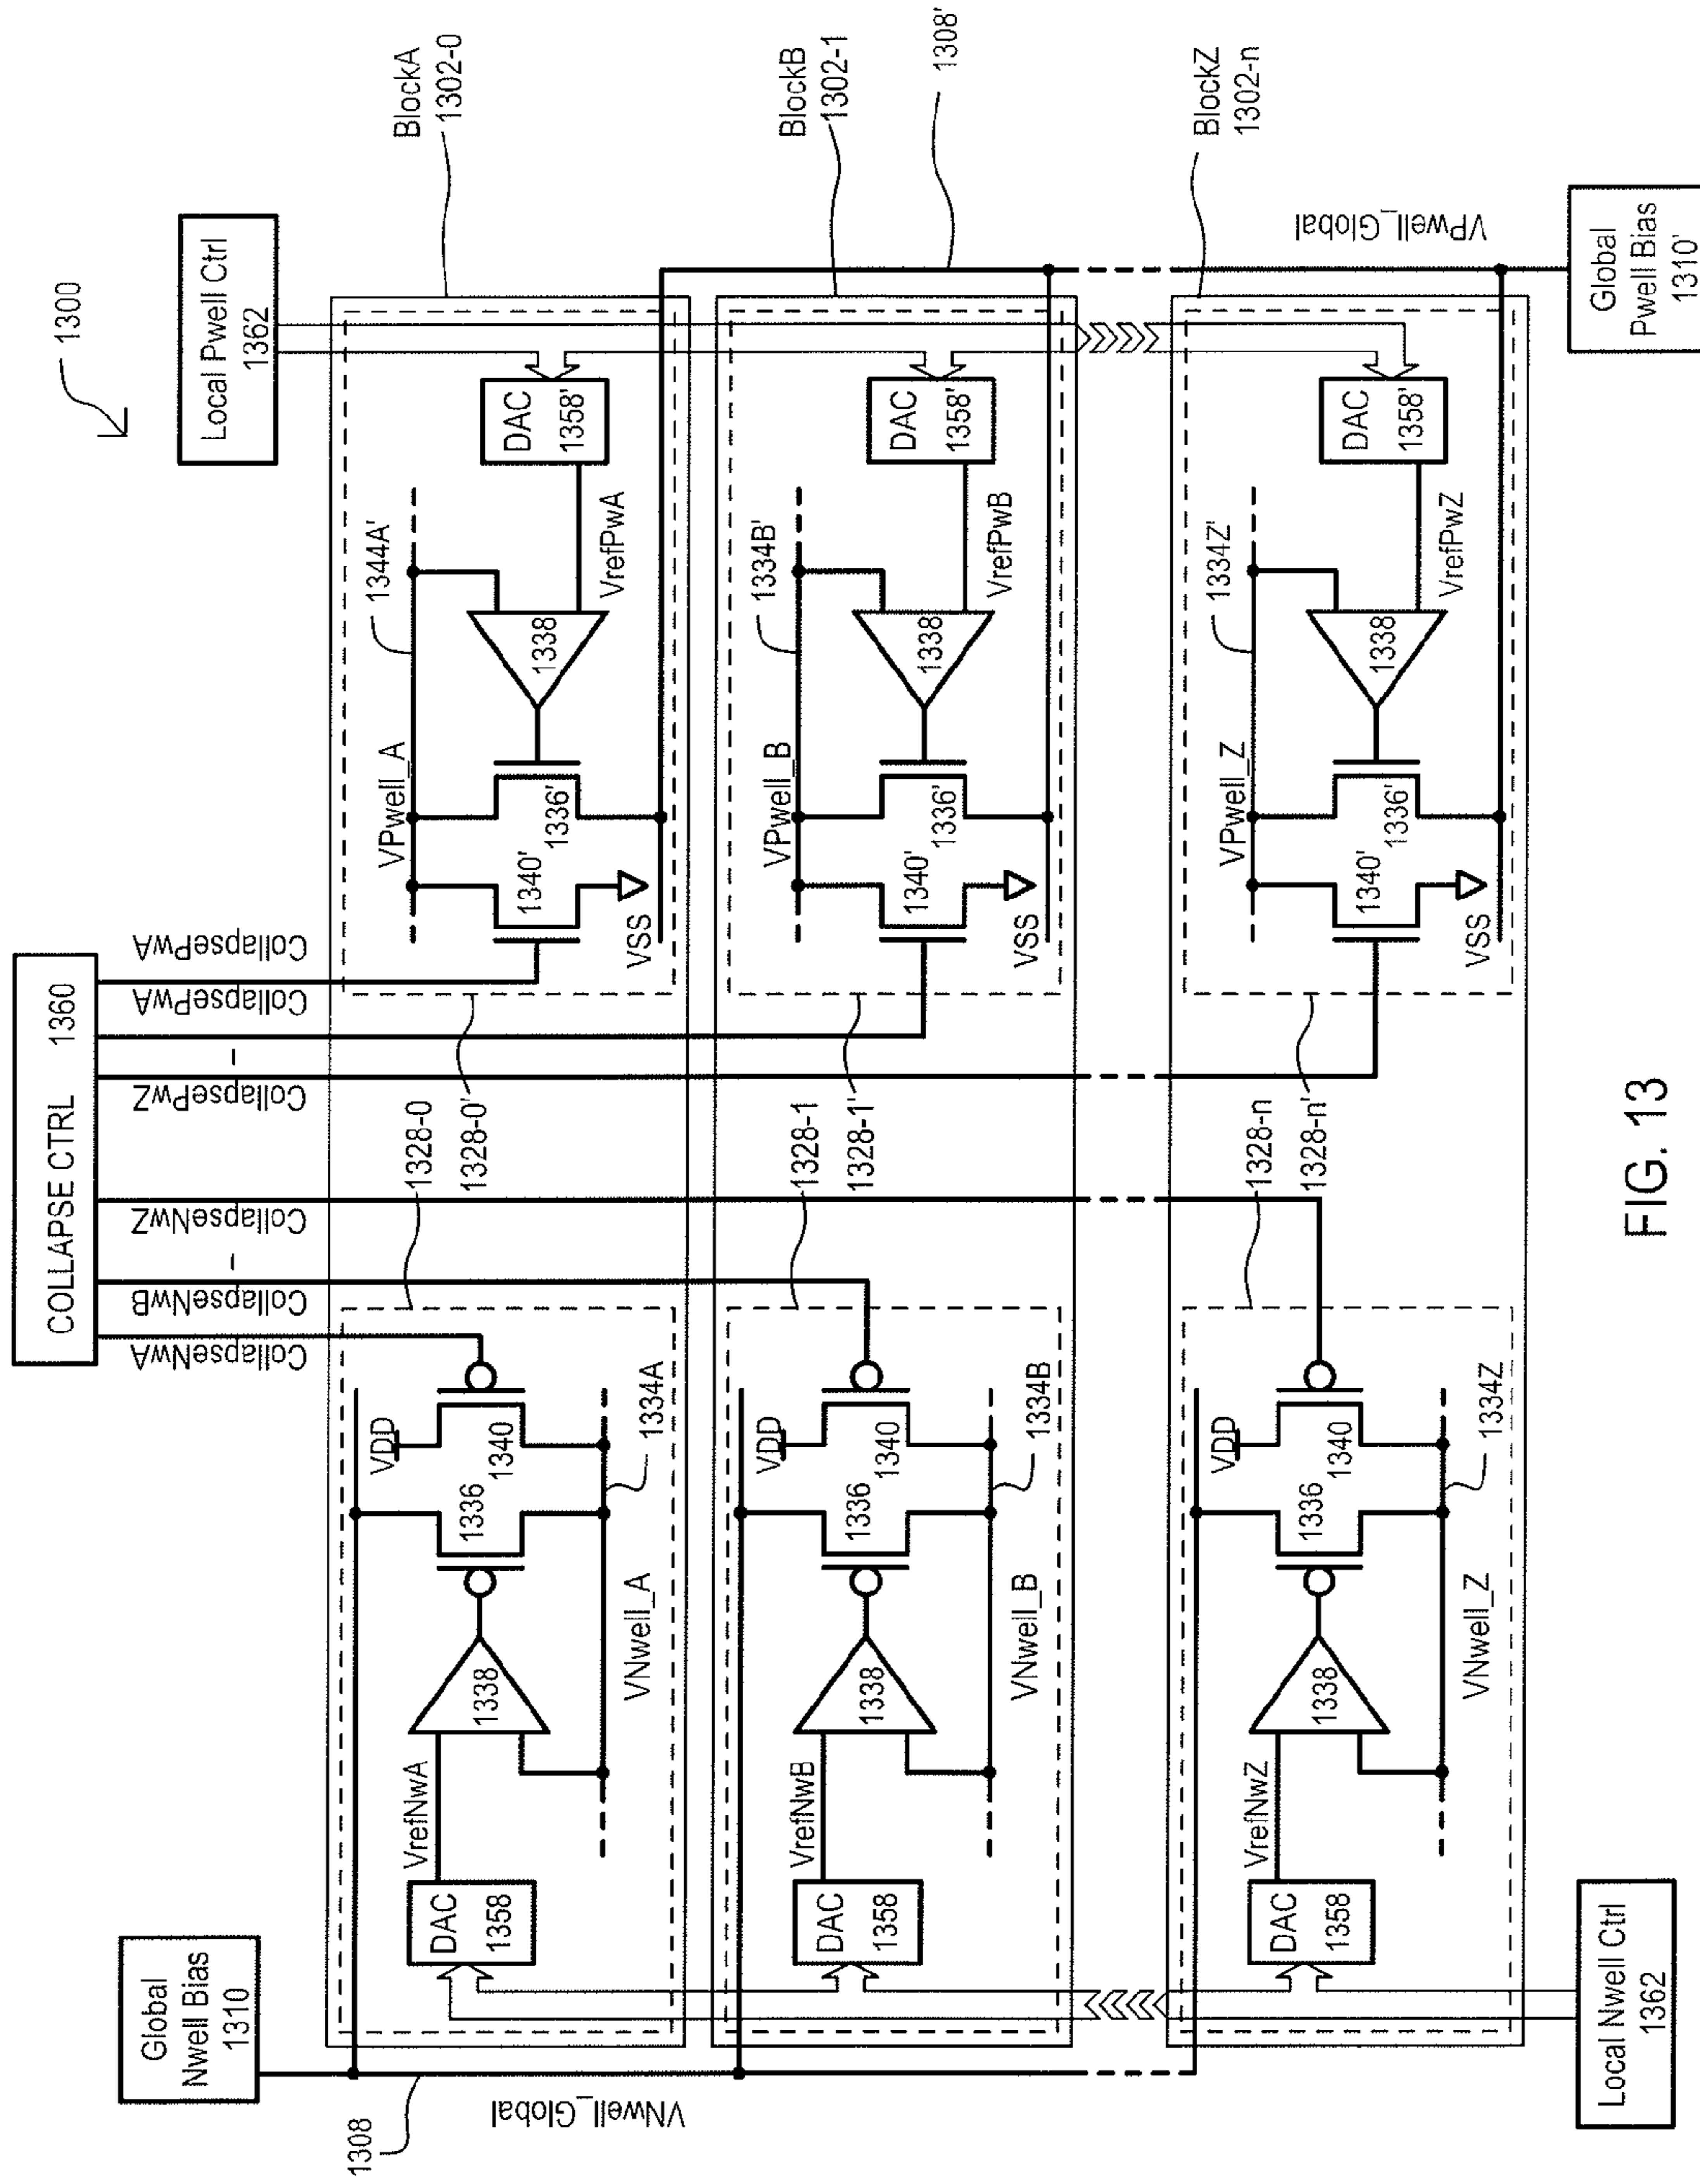 1300
Global
Nwell Bias
1310
COLLAPSE CTRL 1360
Local Pwell Ctrl
1362
1308
VNwell_Global
CollapseNwA
CollapseNwB
–
CollapseNwZ
CollapsePwZ
–
CollapsePwA
CollapsePwA
BlockA
1302-0
DAC
1358
VrefNwA
1338
1336
VDD
1340
VNwell_A
1334A
1328-0
1328-0'
VPwell_A
1344A'
1340'
1336'
VSS
1338
VrefPwA
DAC
1358'
BlockB
1302-1
1308'
DAC
1358
VrefNwB
1338
1336
VDD
1340
VNwell_B
1334B
1328-1
1328-1'
VPwell_B
1334B'
1340'
1336'
VSS
1338
VrefPwB
DAC
1358'
BlockZ
1302-n
DAC
1358
VrefNwZ
1338
1336
VDD
1340
VNwell_Z
1334Z
1328-n
1328-n'
VPwell_Z
1334Z'
1340'
1336'
VSS
1338
VrefPwZ
DAC
1358'
VPwell_Global
Local Nwell Ctrl
1362
Global
Pwell Bias
1310'
FIG. 13